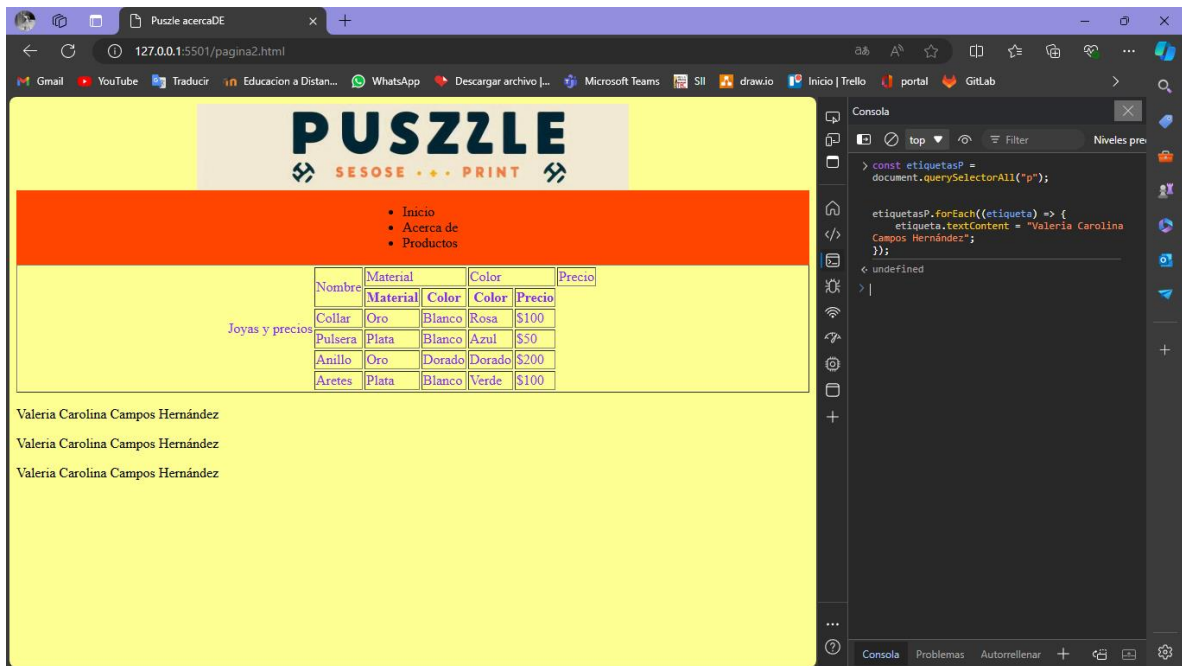 Puszle acercaDE
127.0.0.1:5501/pagina2.html
Gmail YouTube Traducir Educacion a Distan... WhatsApp Descargar archivo |... Microsoft Teams SII draw.io Inicio | Trello portal GitLab
PUSZZLE
SESOSE PRINT
Inicio
Acerca de
Productos
Joyas y precios
Nombre Material Color Precio
Material Color Color Precio
Collar Oro Blanco Rosa $100
Pulsera Plata Blanco Azul $50
Anillo Oro Dorado Dorado $200
Aretes Plata Blanco Verde $100
Valeria Carolina Campos Hernández
Valeria Carolina Campos Hernández
Valeria Carolina Campos Hernández
Consola
top Filter Niveles pre
> const etiquetasP =
document.querySelectorAll("p");
etiquetasP.forEach((etiqueta) => {
etiqueta.textContent = "Valeria Carolina
Campos Hernández";
});
undefined
>
Consola Problemas Autorrellenar